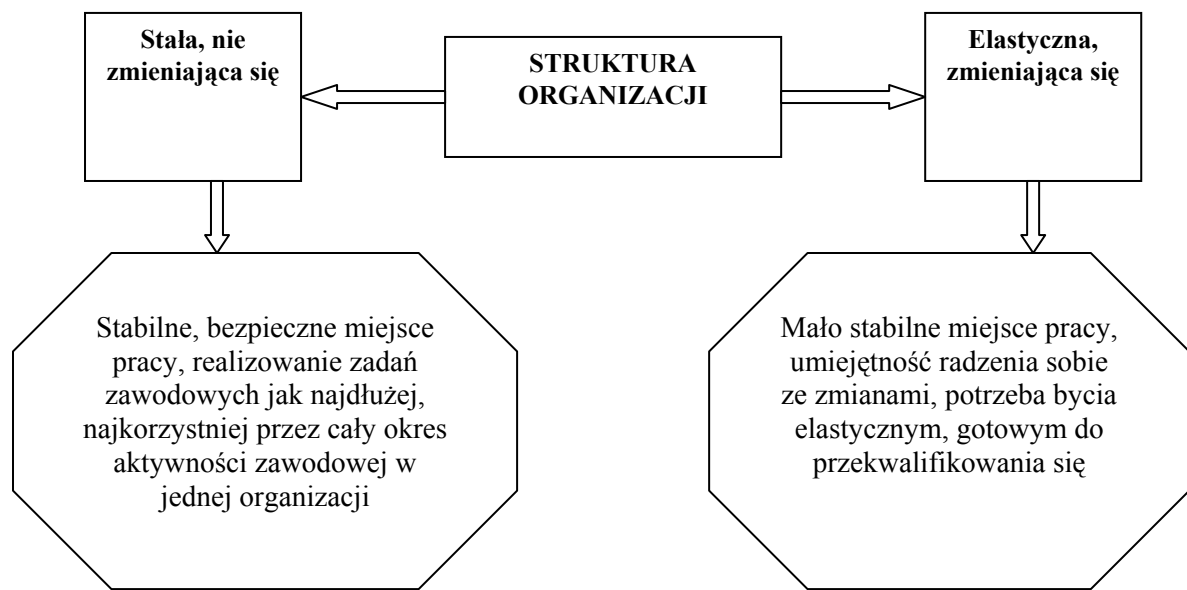 Stała, nie
zmieniająca się
STRUKTURA
ORGANIZACJI
Elastyczna,
zmieniająca się
Stabilne, bezpieczne miejsce
pracy, realizowanie zadań
zawodowych jak najdłużej,
najkorzystniej przez cały okres
aktywności zawodowej w
jednej organizacji
Mało stabilne miejsce pracy,
umiejętność radzenia sobie
ze zmianami, potrzeba bycia
elastycznym, gotowym do
przekwalifikowania się